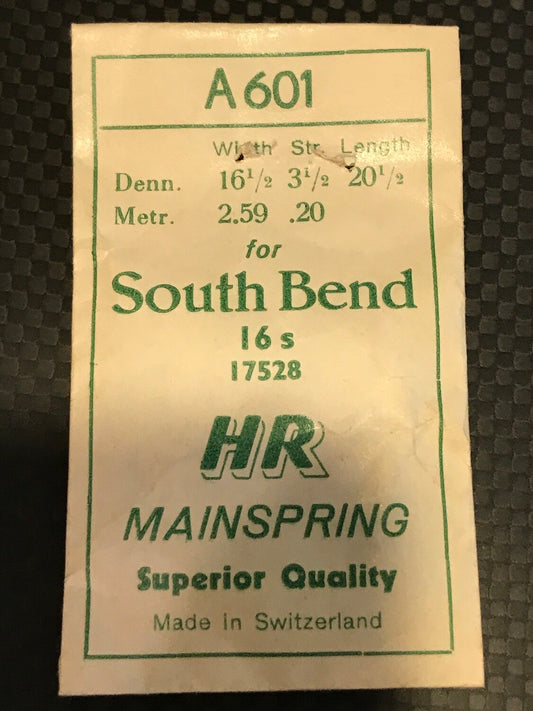 A601
Width Str. Length
Denn. 16¹/₂ 3¹/₂ 20¹/₂
Metr. 2.59 .20
for
South Bend
16 s
17528
HR
MAINSPRING
Superior Quality
Made in Switzerland